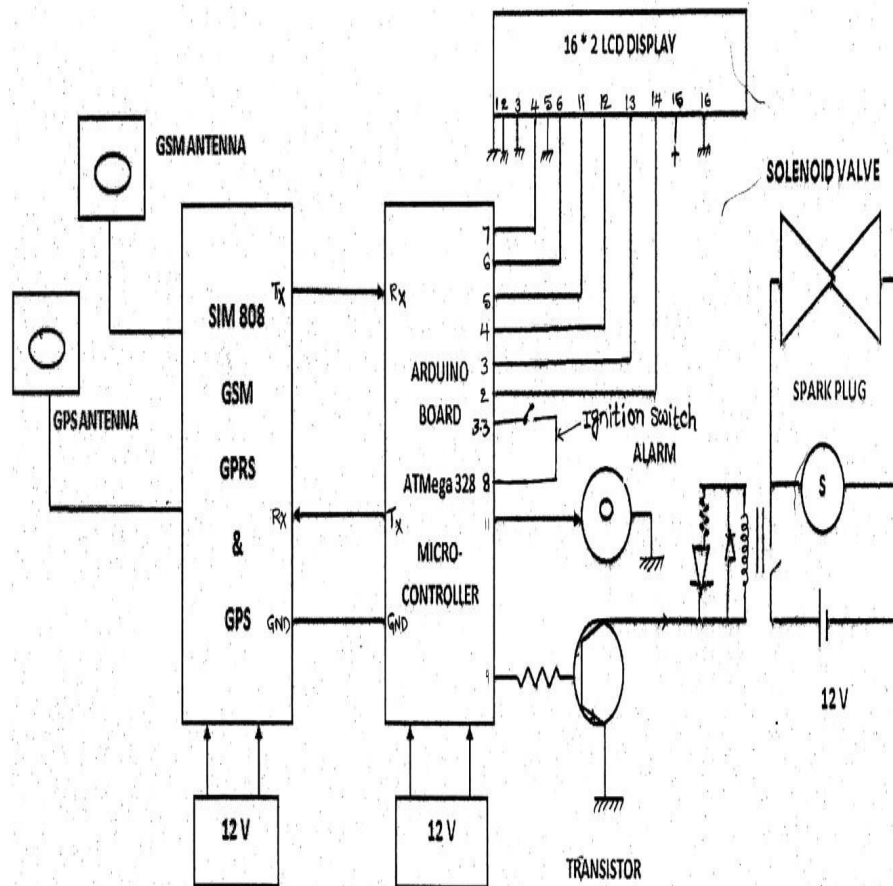 16 * 2 LCD DISPLAY
1 2 3 4 5 6 11 12 13 14 15 16
GSM ANTENNA
SOLENOID VALVE
7
6
Tx
Rx
5
SIM 808
4
GSM
ARDUINO
3
BOARD
2
SPARK PLUG
GPS ANTENNA
3.3
Ignition Switch
ALARM
GPRS
ATMega 328
8
S
Rx
Tx
11
&
MICRO-
CONTROLLER
GPS
GND
GND
9
12 V
12 V
12 V
TRANSISTOR